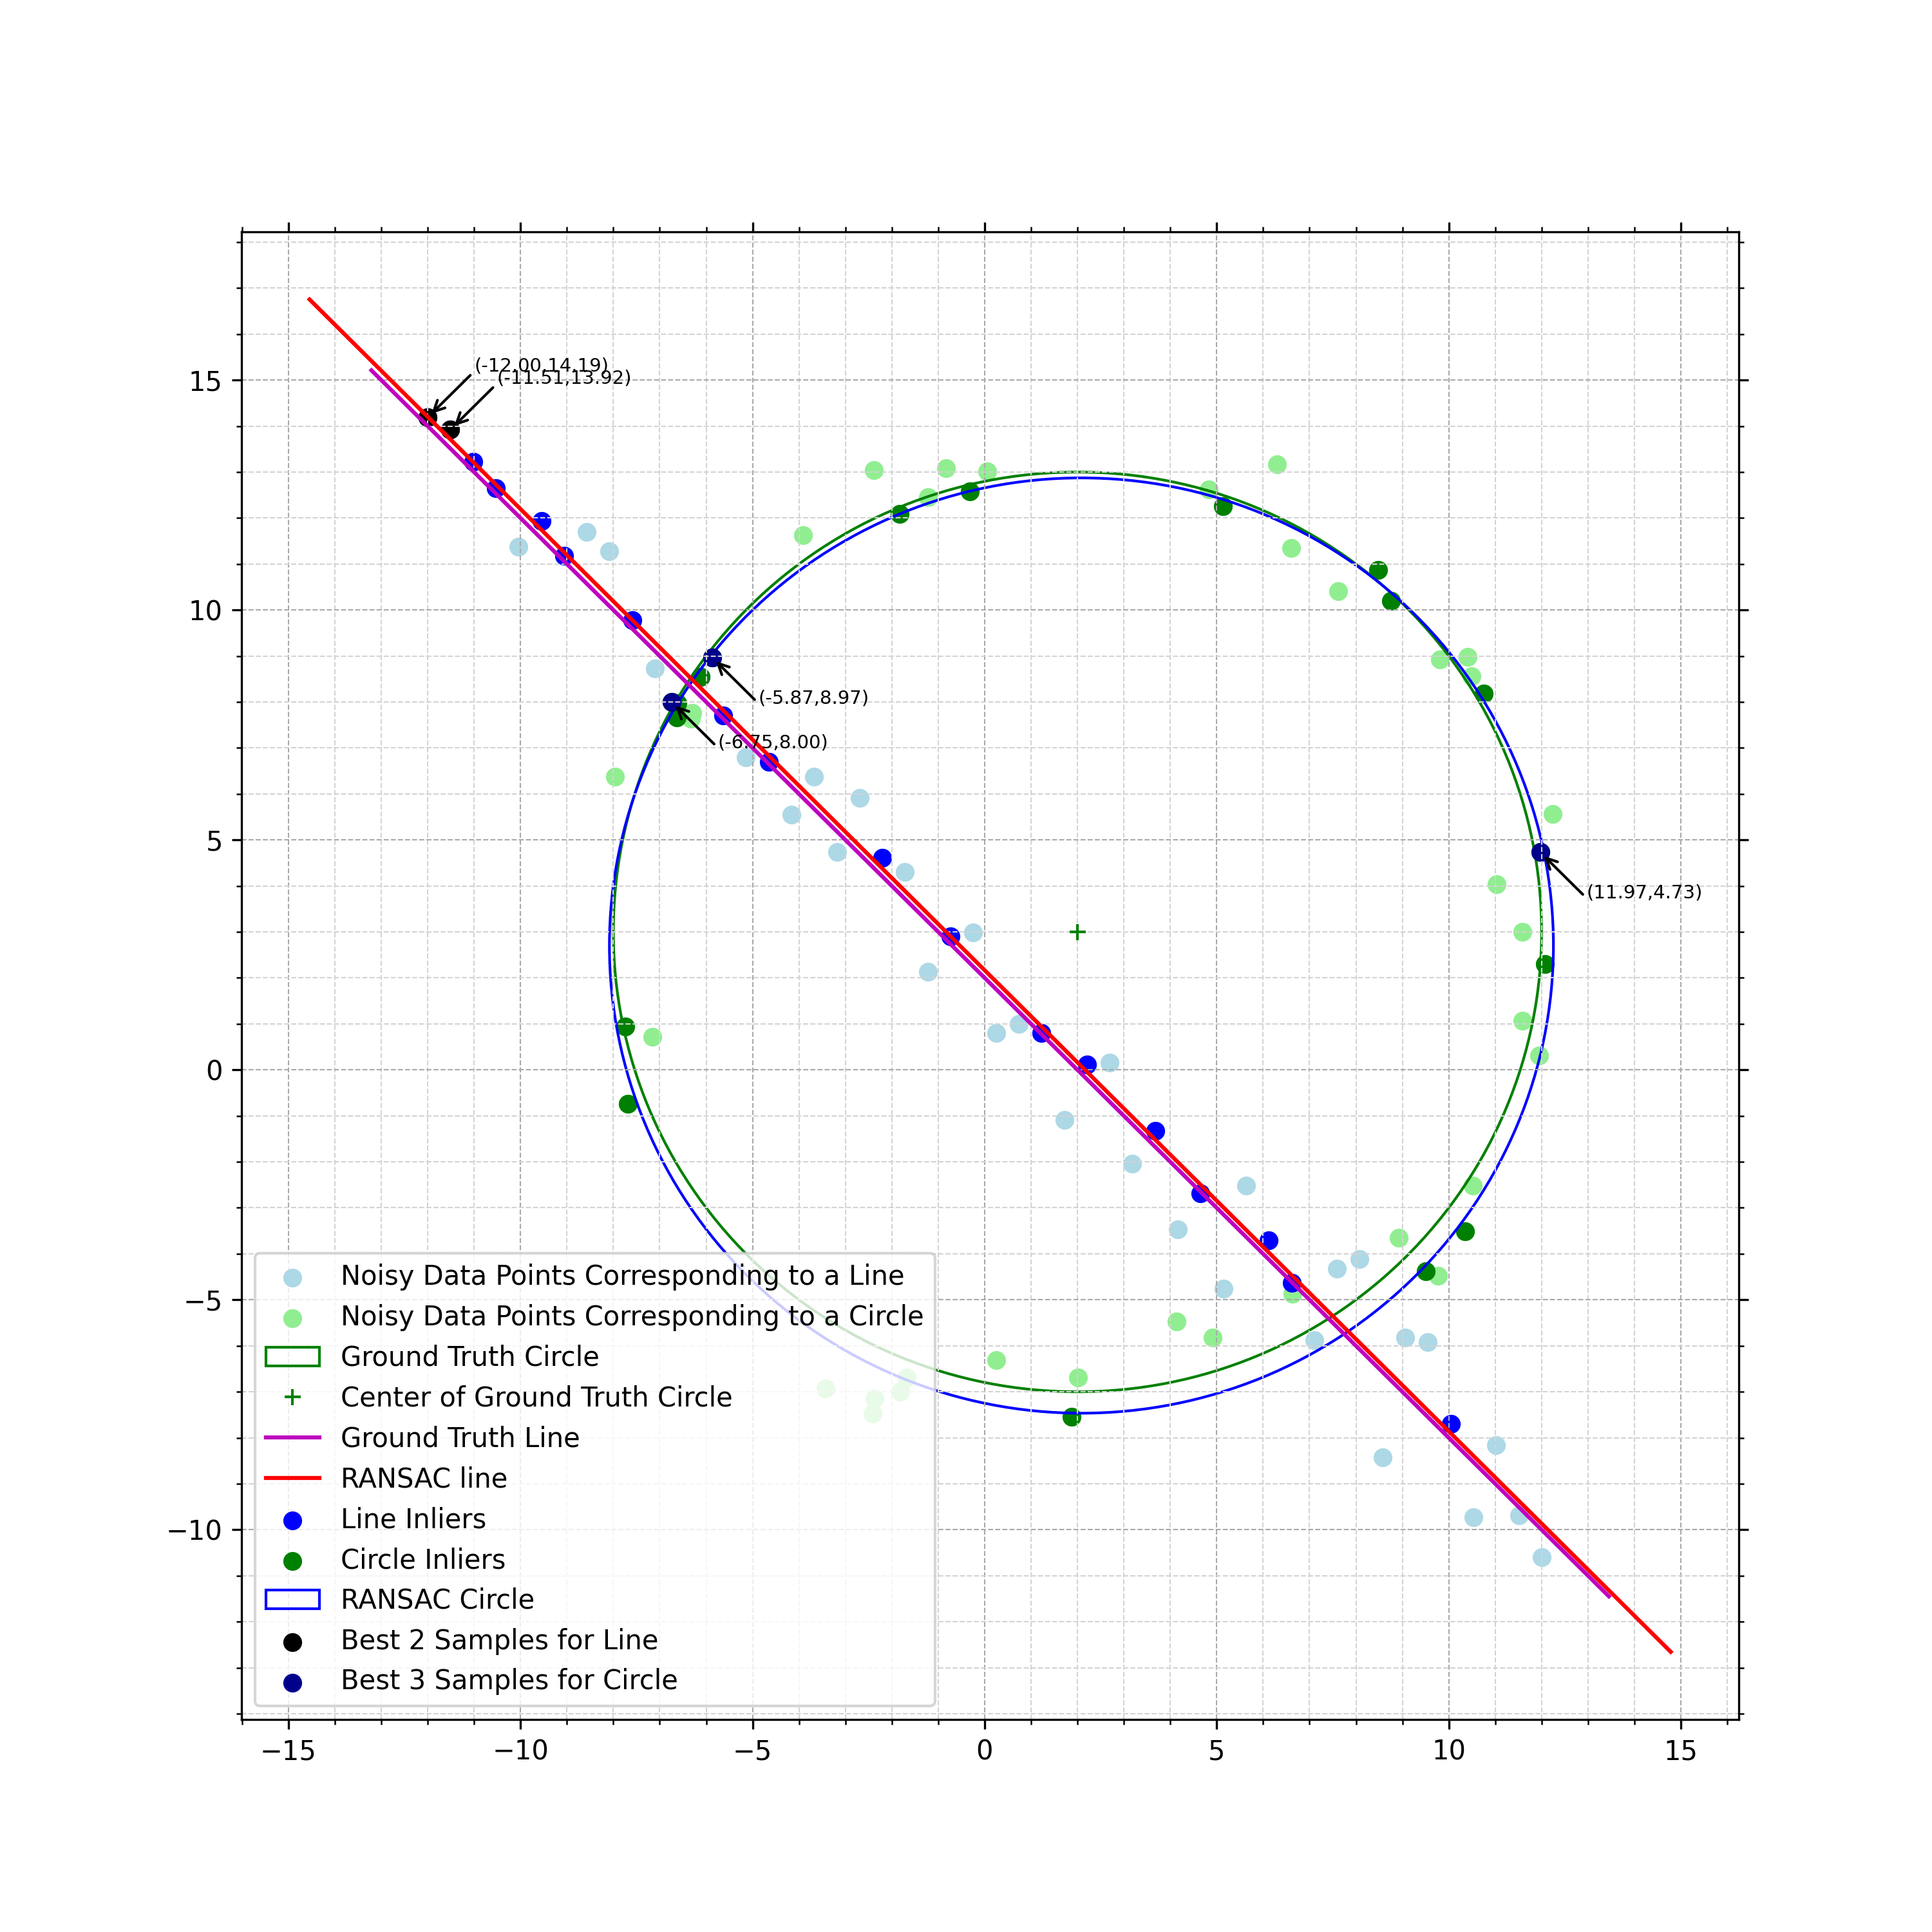 15
10
5
0
−5
−10
(-12.00,14.19)
(-11.51,13.92)
(-5.87,8.97)
(-6.75,8.00)
(11.97,4.73)
Noisy Data Points Corresponding to a Line
Noisy Data Points Corresponding to a Circle
Ground Truth Circle
Center of Ground Truth Circle
Ground Truth Line
RANSAC line
Line Inliers
Circle Inliers
RANSAC Circle
Best 2 Samples for Line
Best 3 Samples for Circle
−15 −10 −5 0 5 10 15